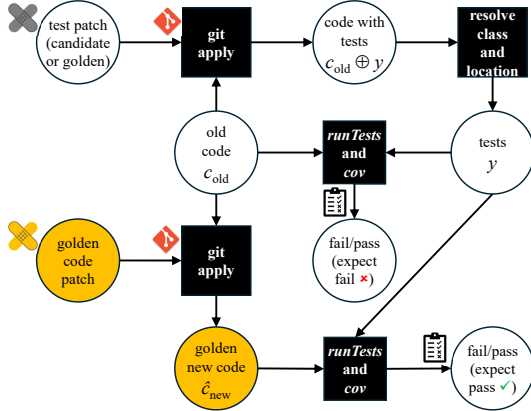 test patch
(candidate
or golden)
git
apply
code with
tests
c_old ⊕ y
resolve
class and
location
old
code
c_old
runTests
and
cov
tests
y
golden
code
patch
git
apply
fail/pass
(expect
fail ✗)
golden
new code
ĉ_new
runTests
and
cov
fail/pass
(expect
pass ✓)